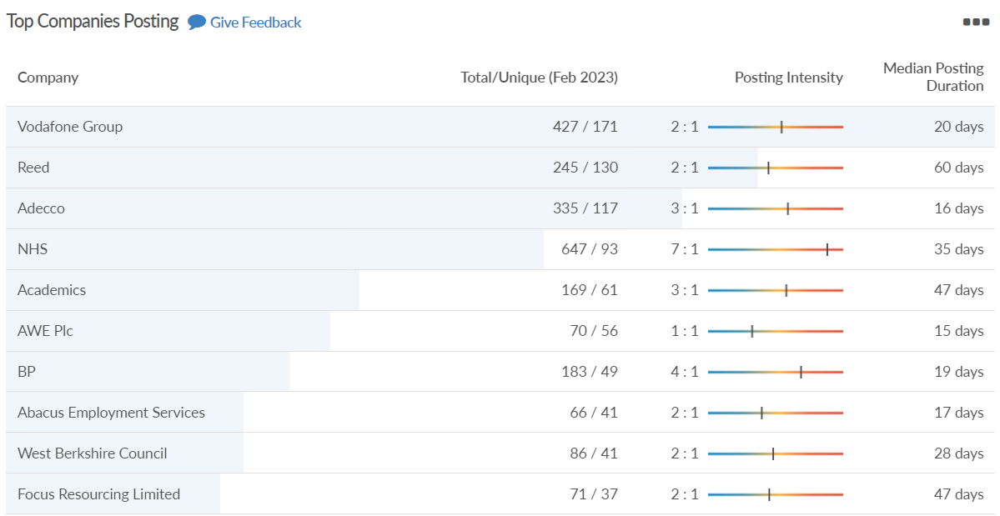 Top Companies Posting Give Feedback
Company Total/Unique (Feb 2023) Posting Intensity Median Posting
Duration
Vodafone Group 427 / 171 2 : 1 20 days
Reed 245 / 130 2 : 1 60 days
Adecco 335 / 117 3 : 1 16 days
NHS 647 / 93 7 : 1 35 days
Academics 169 / 61 3 : 1 47 days
AWE Plc 70 / 56 1 : 1 15 days
BP 183 / 49 4 : 1 19 days
Abacus Employment Services 66 / 41 2 : 1 17 days
West Berkshire Council 86 / 41 2 : 1 28 days
Focus Resourcing Limited 71 / 37 2 : 1 47 days